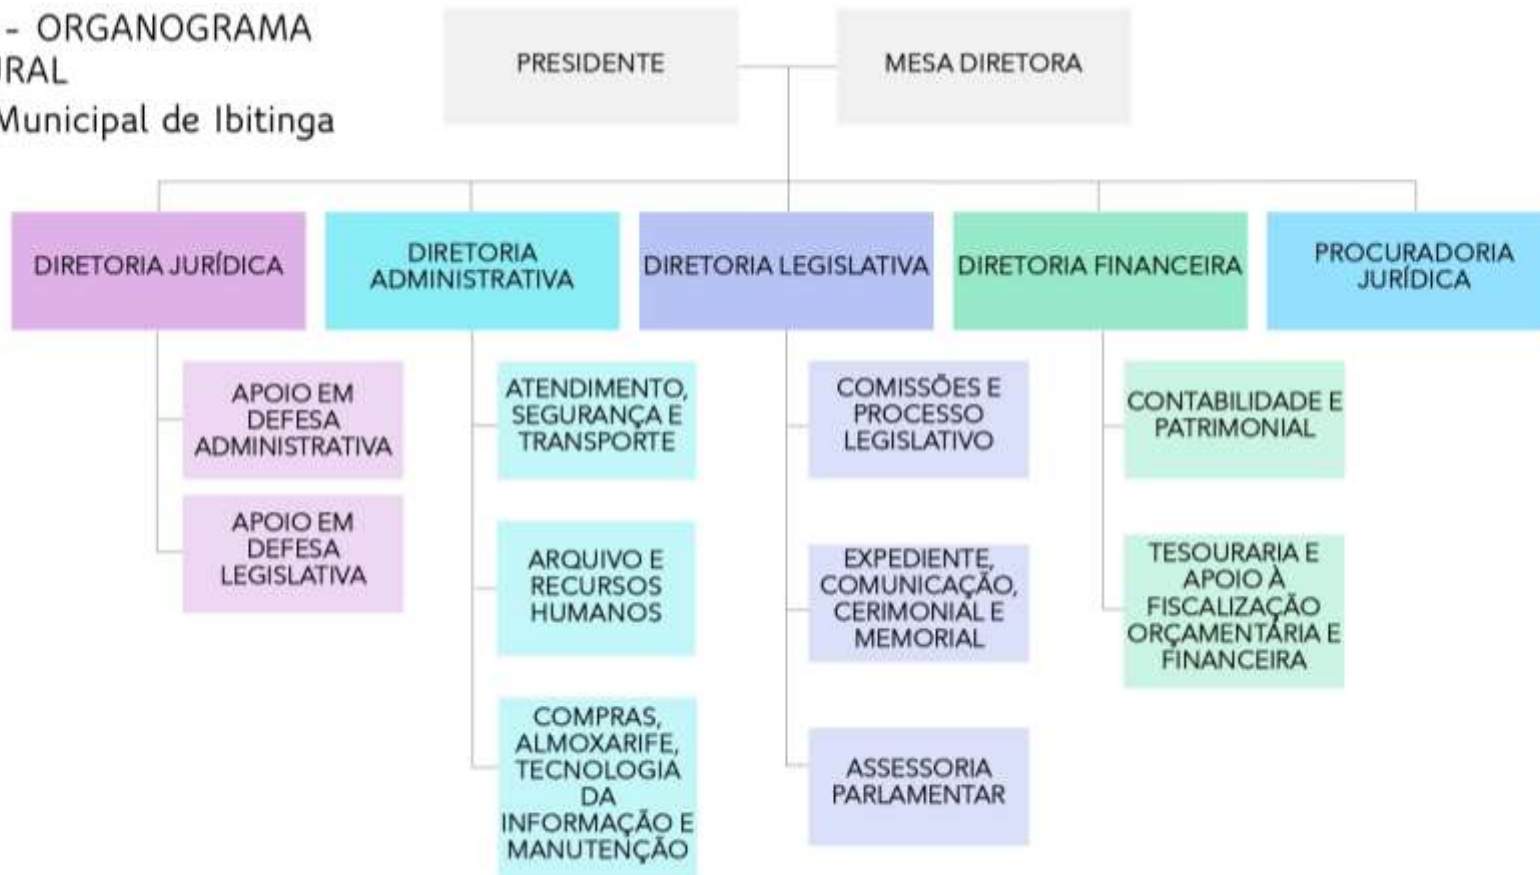 - ORGANOGRAMA
URAL
Municipal de Ibitinga
PRESIDENTE
MESA DIRETORA
DIRETORIA JURÍDICA
DIRETORIA
ADMINISTRATIVA
DIRETORIA LEGISLATIVA
DIRETORIA FINANCEIRA
PROCURADORIA
JURÍDICA
APOIO EM
DEFESA
ADMINISTRATIVA
APOIO EM
DEFESA
LEGISLATIVA
ATENDIMENTO,
SEGURANÇA E
TRANSPORTE
ARQUIVO E
RECURSOS
HUMANOS
COMPRAS,
ALMOXARIFE,
TECNOLOGIA
DA
INFORMAÇÃO E
MANUTENÇÃO
COMISSÕES E
PROCESSO
LEGISLATIVO
EXPEDIENTE,
COMUNICAÇÃO,
CERIMONIAL E
MEMORIAL
ASSESSORIA
PARLAMENTAR
CONTABILIDADE E
PATRIMONIAL
TESOURARIA E
APOIO À
FISCALIZAÇÃO
ORÇAMENTÁRIA E
FINANCEIRA